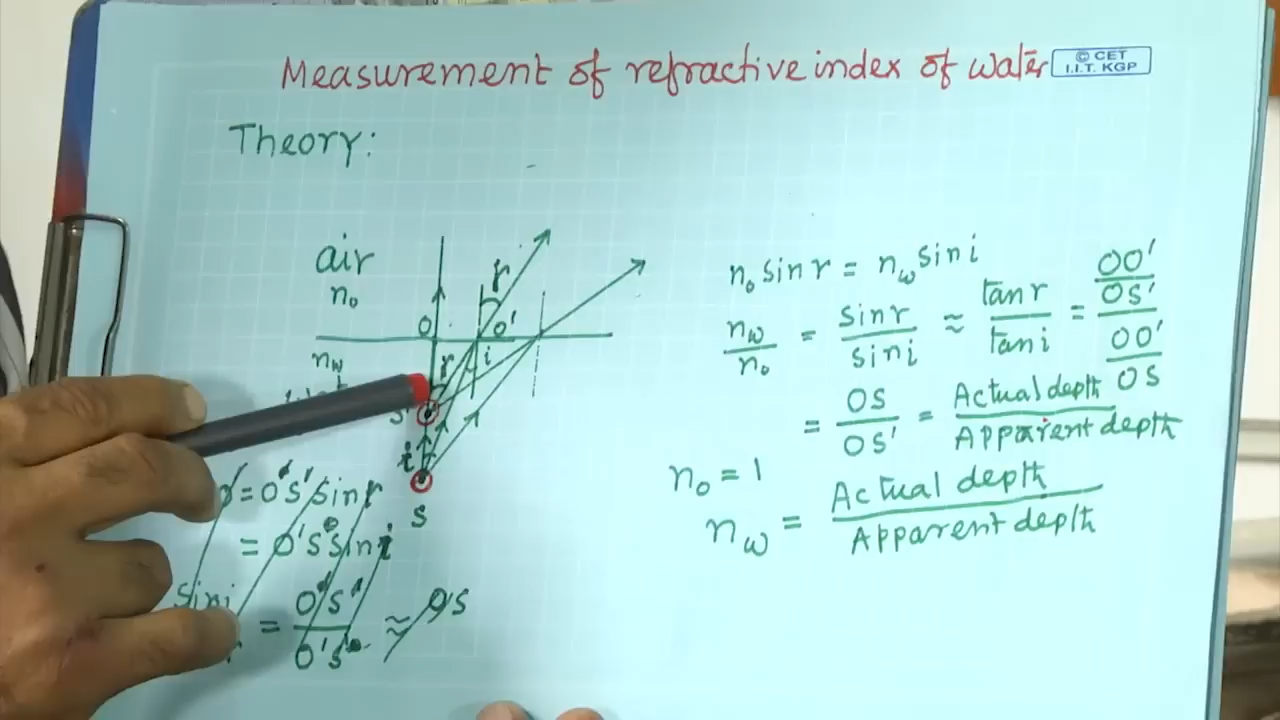 Measurement of refractive index of water
© CET
I.I.T. KGP
Theory:
air
n₀
O
O'
r
n_w
r
i
S'
i
S
n₀ sin r = n_w sin i
n_w/n₀ = sin r/sin i ≈ tan r/tan i = (OO'/OS')/(OO'/OS)
= OS/OS' = Actual depth/Apparent depth
n₀ = 1
n_w = Actual depth/Apparent depth
= O'S' sin r
= O'S sin i
sin i
= O'S'/O'S ≈ OS